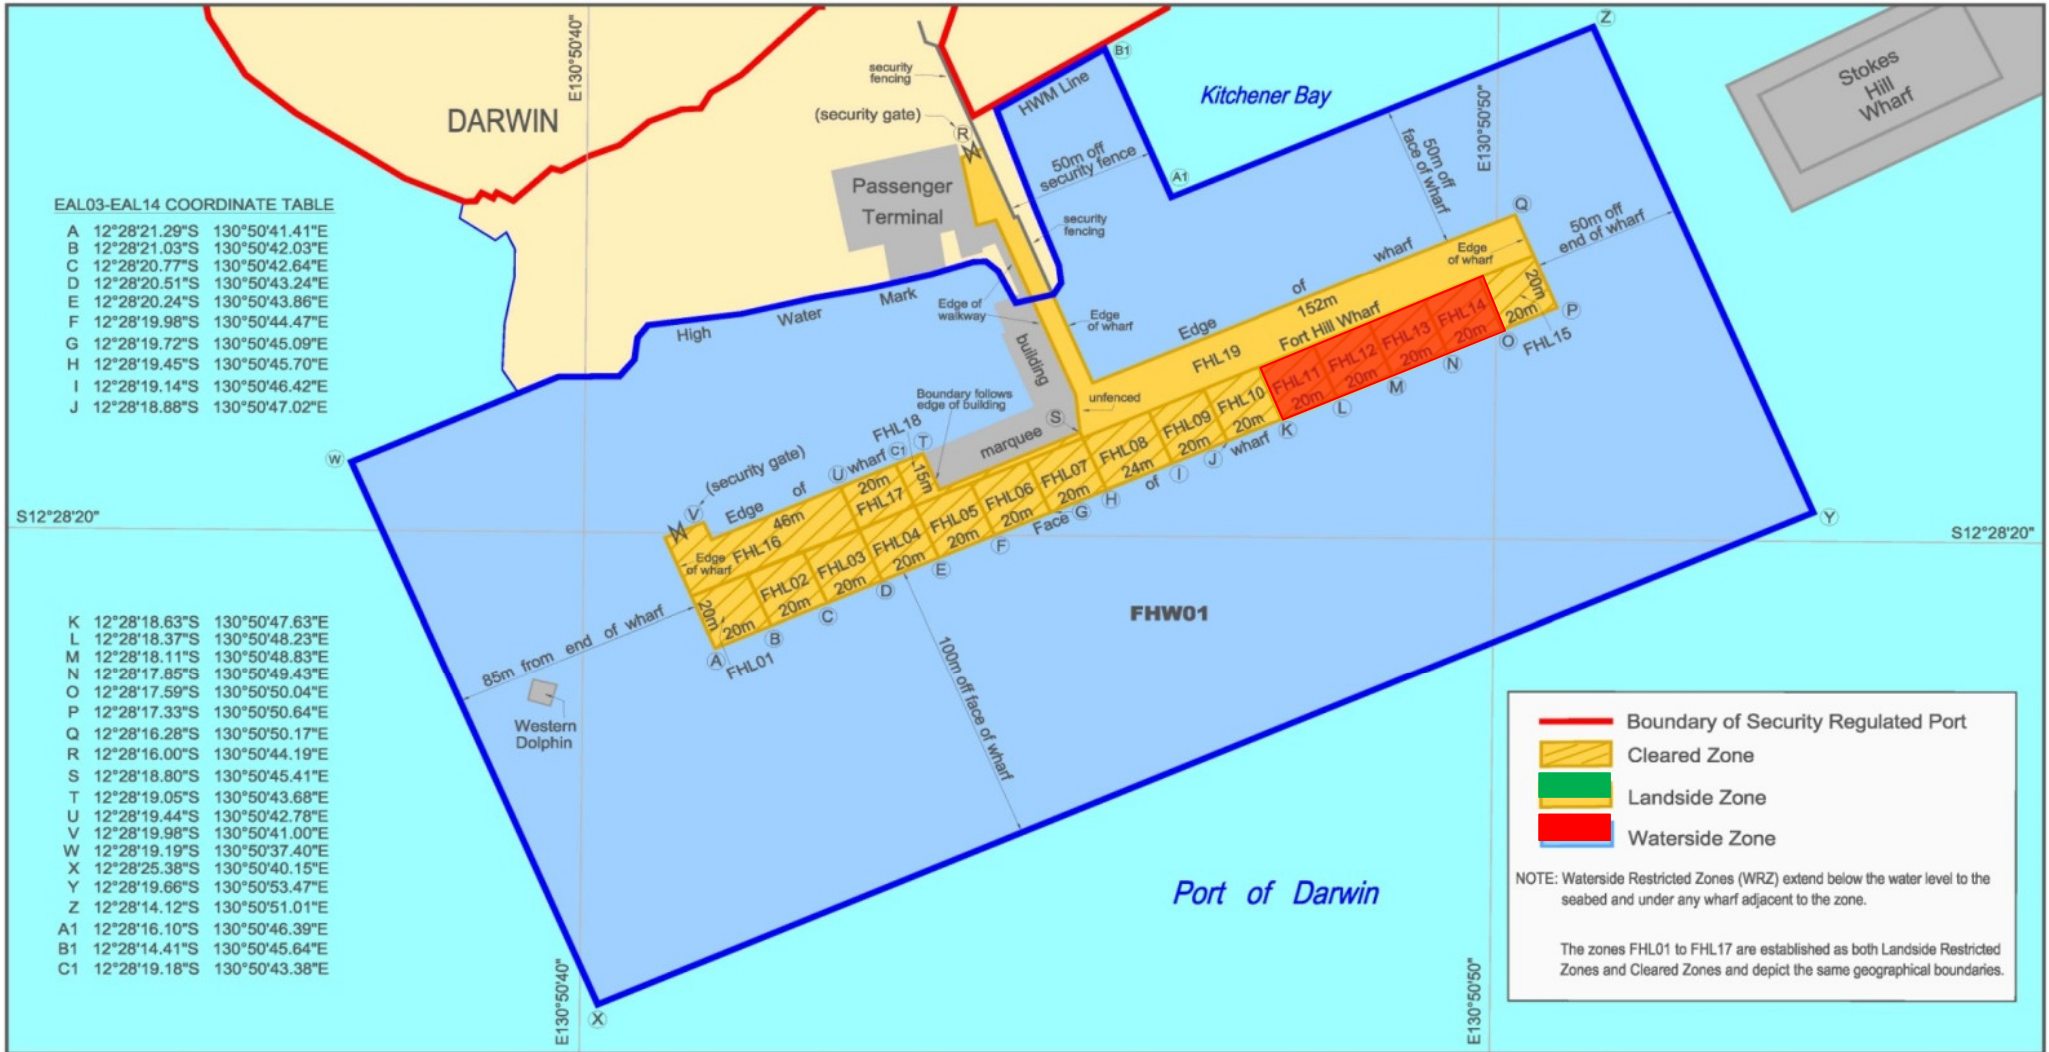 E130°50'40"
E130°50'50"
Z
B1
security
fencing
HWM Line
Kitchener Bay
Stokes
Hill
Wharf
DARWIN
(security gate)
R
50m off
security fence
50m off
face of wharf
A1
Passenger
Terminal
Q
50m off
end of wharf
EAL03-EAL14 COORDINATE TABLE
A 12°28'21.29"S 130°50'41.41"E
B 12°28'21.03"S 130°50'42.03"E
C 12°28'20.77"S 130°50'42.64"E
D 12°28'20.51"S 130°50'43.24"E
E 12°28'20.24"S 130°50'43.86"E
F 12°28'19.98"S 130°50'44.47"E
G 12°28'19.72"S 130°50'45.09"E
H 12°28'19.45"S 130°50'45.70"E
I 12°28'19.14"S 130°50'46.42"E
J 12°28'18.88"S 130°50'47.02"E
security
fencing
Edge
of wharf
Edge of wharf
152m
Fort Hill Wharf
FHL19
High Water Mark
Edge of
walkway
Edge
of wharf
building
Boundary follows
edge of building
unfenced
S
marquee
20m
20m
P
FHL15
O
FHL14
20m
N
FHL13
20m
M
FHL12
20m
L
FHL11
20m
K
FHL10
20m
J
FHL09
20m
I
FHL08
24m
H
FHL07
20m
G
FHL06
20m
F
FHL05
20m
E
FHL04
20m
D
FHL03
20m
C
FHL02
20m
B
20m
20m
A
FHL01
Face of wharf
FHL18
T
C1
15m
U
20m
FHL17
Edge of wharf
46m
FHL16
V
(security gate)
Edge
of wharf
W
S12°28'20"
S12°28'20"
Y
FHW01
85m from end of wharf
100m off face of wharf
Western
Dolphin
K 12°28'18.63"S 130°50'47.63"E
L 12°28'18.37"S 130°50'48.23"E
M 12°28'18.11"S 130°50'48.83"E
N 12°28'17.85"S 130°50'49.43"E
O 12°28'17.59"S 130°50'50.04"E
P 12°28'17.33"S 130°50'50.64"E
Q 12°28'16.28"S 130°50'50.17"E
R 12°28'16.00"S 130°50'44.19"E
S 12°28'18.80"S 130°50'45.41"E
T 12°28'19.05"S 130°50'43.68"E
U 12°28'19.44"S 130°50'42.78"E
V 12°28'19.98"S 130°50'41.00"E
W 12°28'19.19"S 130°50'37.40"E
X 12°28'25.38"S 130°50'40.15"E
Y 12°28'19.66"S 130°50'53.47"E
Z 12°28'14.12"S 130°50'51.01"E
A1 12°28'16.10"S 130°50'46.39"E
B1 12°28'14.41"S 130°50'45.64"E
C1 12°28'19.18"S 130°50'43.38"E
Port of Darwin
E130°50'40"
X
E130°50'50"
Boundary of Security Regulated Port
Cleared Zone
Landside Zone
Waterside Zone
NOTE: Waterside Restricted Zones (WRZ) extend below the water level to the
seabed and under any wharf adjacent to the zone.
The zones FHL01 to FHL17 are established as both Landside Restricted
Zones and Cleared Zones and depict the same geographical boundaries.